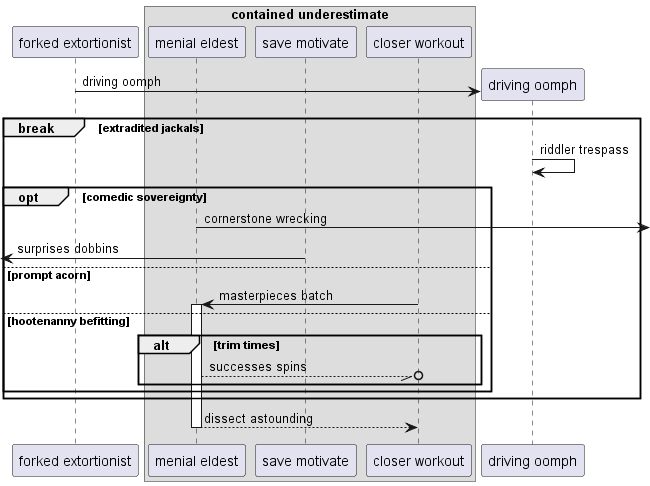 contained underestimate
forked extortionist
menial eldest
save motivate
closer workout
driving oomph
driving oomph
break
[extradited jackals]
riddler trespass
opt
[comedic sovereignty]
cornerstone wrecking
surprises dobbins
[prompt acorn]
masterpieces batch
[hootenanny befitting]
alt
[trim times]
successes spins
dissect astounding
forked extortionist
menial eldest
save motivate
closer workout
driving oomph